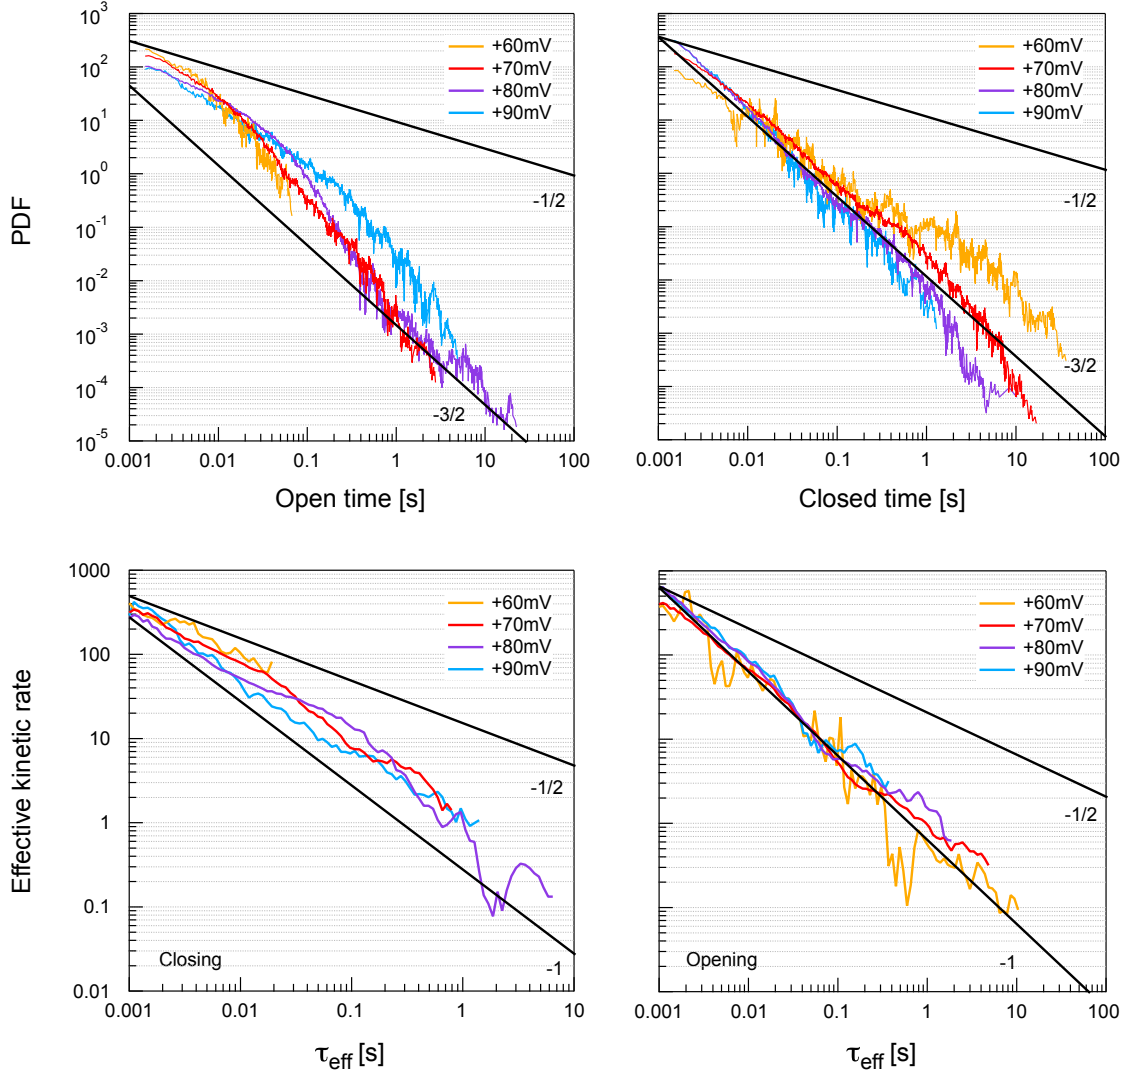 PDF
10³
10²
10¹
10⁰
10⁻¹
10⁻²
10⁻³
10⁻⁴
10⁻⁵
+60mV
+70mV
+80mV
+90mV
-1/2
-3/2
0.001 0.01 0.1 1 10 100
Open time [s]
+60mV
+70mV
+80mV
+90mV
-1/2
-3/2
0.001 0.01 0.1 1 10 100
Closed time [s]
Effective kinetic rate
1000
100
10
1
0.1
0.01
+60mV
+70mV
+80mV
+90mV
-1/2
Closing
-1
0.001 0.01 0.1 1 10
τeff [s]
+60mV
+70mV
+80mV
+90mV
-1/2
Opening
-1
0.001 0.01 0.1 1 10 100
τeff [s]